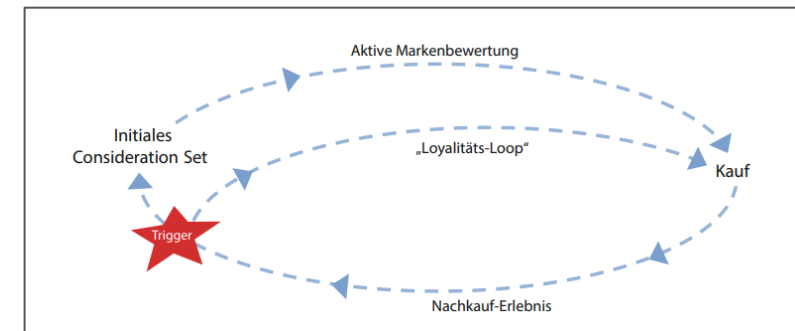 Aktive Markenbewertung
Initiales
Consideration Set
„Loyalitäts-Loop“
Kauf
Trigger
Nachkauf-Erlebnis